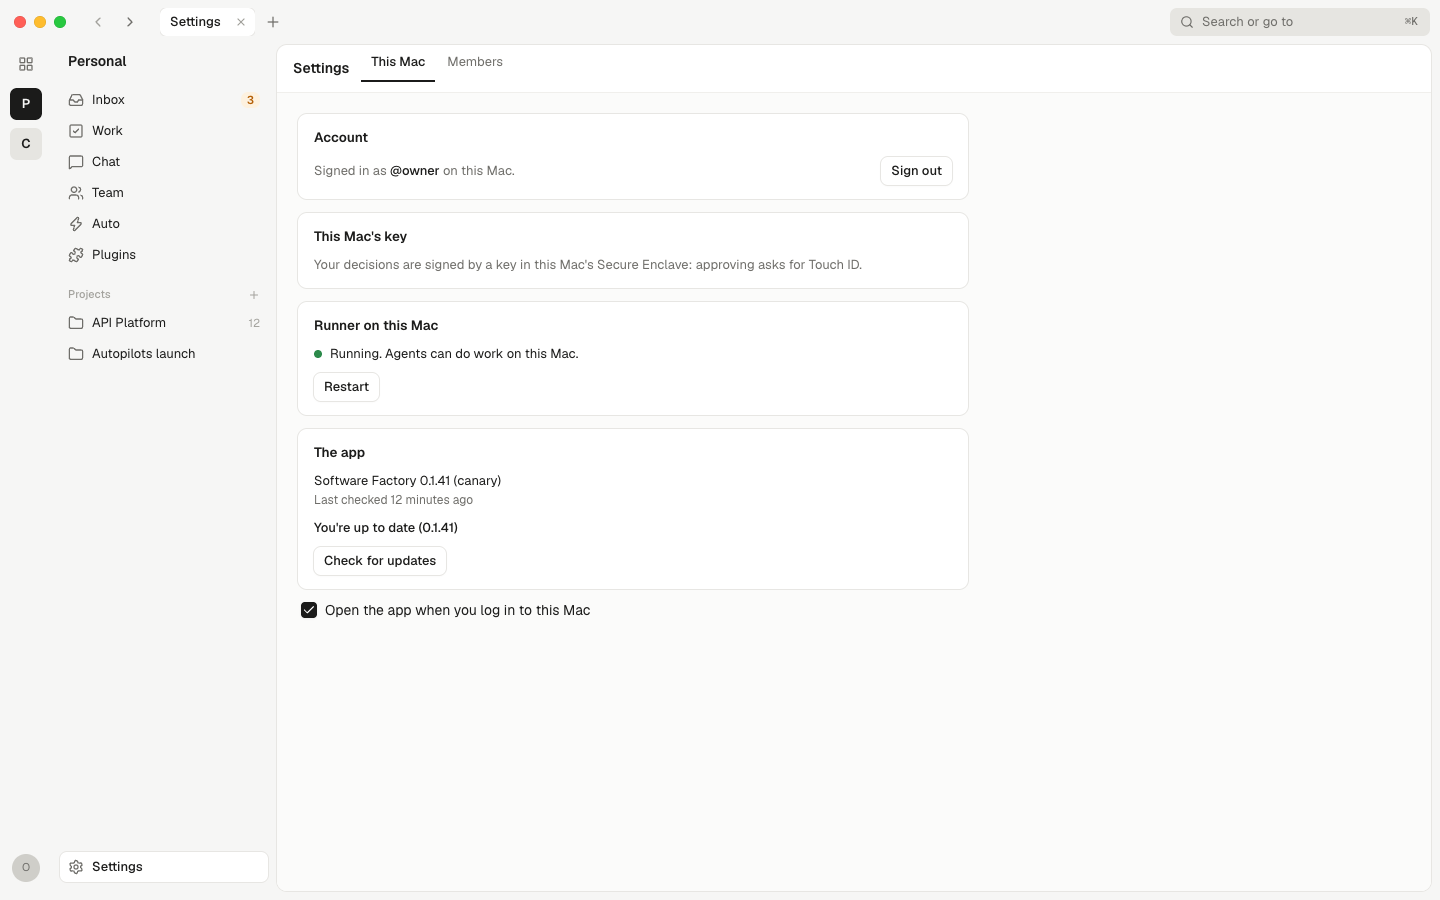 Settings
Search or go to
⌘K
Personal
P
C
Inbox
3
Work
Chat
Team
Auto
Plugins
Projects
API Platform
12
Autopilots launch
O
Settings
Settings
This Mac
Members
Account
Signed in as @owner on this Mac.
Sign out
This Mac's key
Your decisions are signed by a key in this Mac's Secure Enclave: approving asks for Touch ID.
Runner on this Mac
Running. Agents can do work on this Mac.
Restart
The app
Software Factory 0.1.41 (canary)
Last checked 12 minutes ago
You're up to date (0.1.41)
Check for updates
Open the app when you log in to this Mac